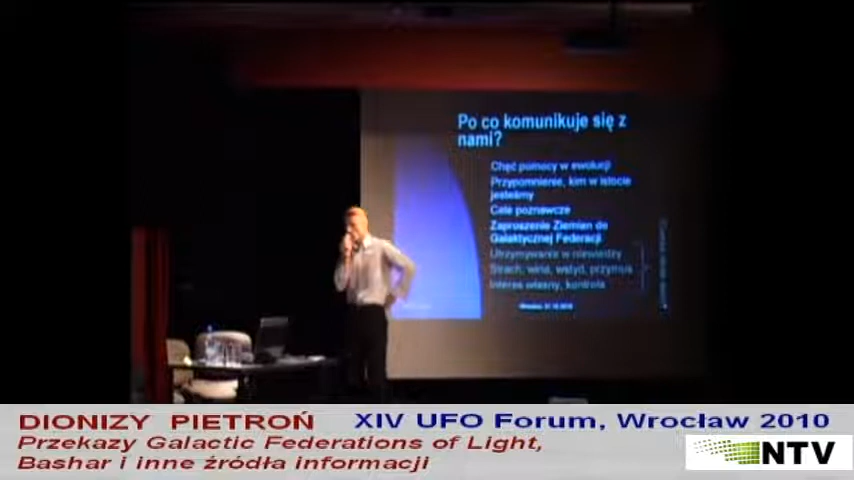 Po co komunikuje się z
nami?
Chęć pomocy w ewolucji
Przypomnienie, kim w istocie
jesteśmy
Cele poznawcze
Zaproszenie Ziemian do
Galaktycznej Federacji
Utrzymywanie w niewiedzy
Strach, wina, wstyd, przymus
Interes własny, kontrola
DIONIZY PIETROŃ XIV UFO Forum, Wrocław 2010
Przekazy Galactic Federations of Light,
Bashar i inne źródła informacji
NTV